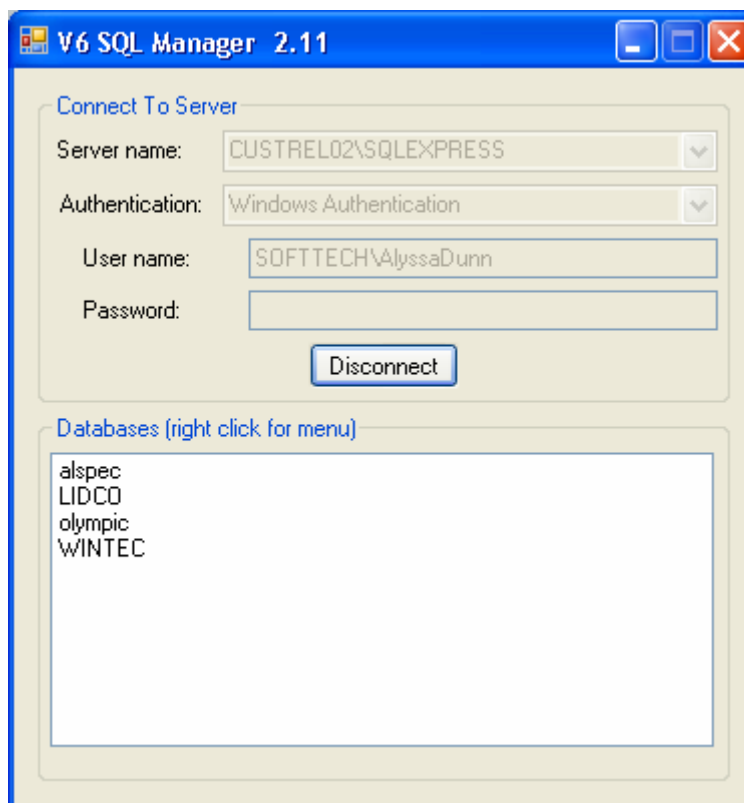 V6 SQL Manager 2.11
Connect To Server
Server name: CUSTREL02\SQLEXPRESS
Authentication: Windows Authentication
User name: SOFTTECH\AlyssaDunn
Password:
Disconnect
Databases (right click for menu)
alspec
LIDCO
olympic
WINTEC